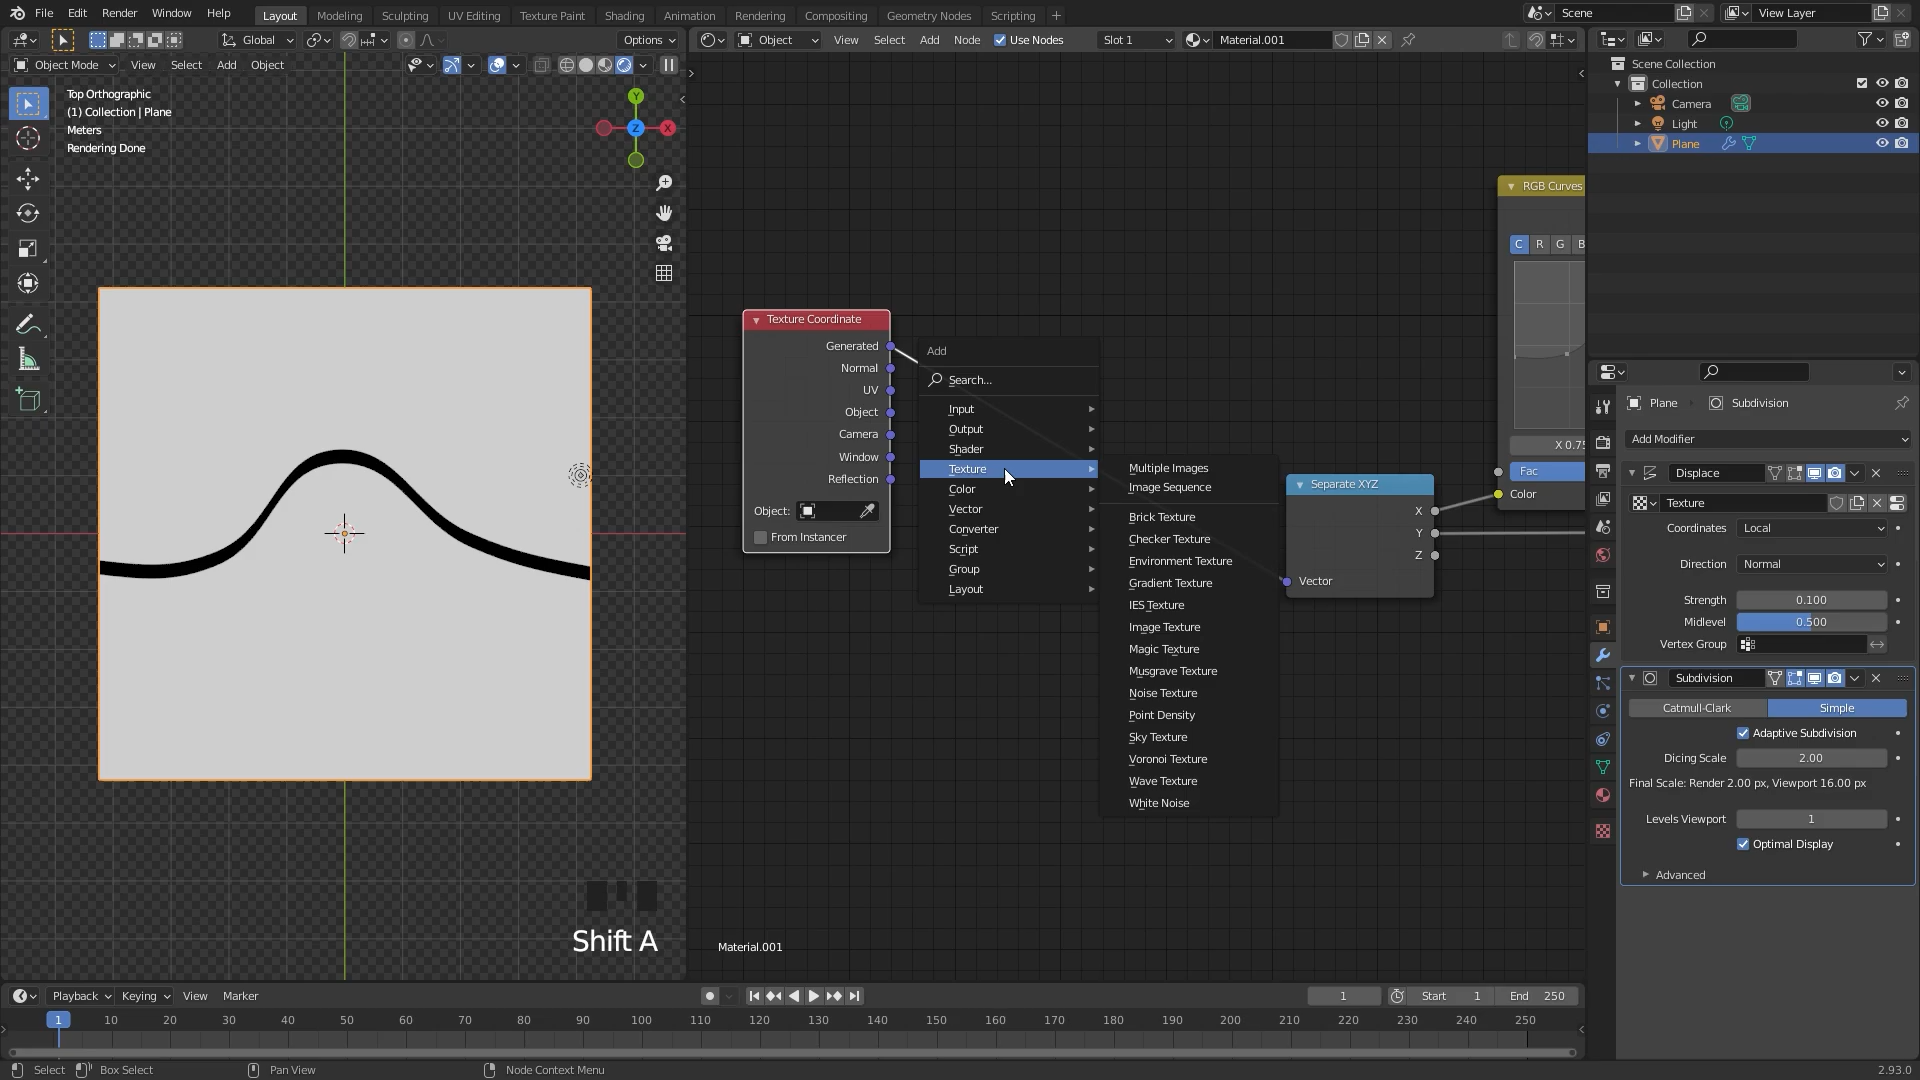 File Edit Render Window Help
Layout Modeling Sculpting UV Editing Texture Paint Shading Animation Rendering Compositing Geometry Nodes Scripting +
Scene View Layer
Global Options
Object View Select Add Node Use Nodes Slot 1 Material.001
Object Mode View Select Add Object
Top Orthographic
(1) Collection | Plane
Meters
Rendering Done
Y
Z X
Scene Collection
Collection
Camera
Light
Plane
RGB Curves
C R G B
X 0.75
Fac
Color
Texture Coordinate
Generated
Normal
UV
Object
Camera
Window
Reflection
Object:
From Instancer
Add
Search...
Input
Output
Shader
Texture
Color
Vector
Converter
Script
Group
Layout
Multiple Images
Image Sequence
Brick Texture
Checker Texture
Environment Texture
Gradient Texture
IES Texture
Image Texture
Magic Texture
Musgrave Texture
Noise Texture
Point Density
Sky Texture
Voronoi Texture
Wave Texture
White Noise
Separate XYZ
X
Y
Z
Vector
Plane Subdivision
Add Modifier
Displace
Texture
Coordinates Local
Direction Normal
Strength 0.100
Midlevel 0.500
Vertex Group
Subdivision
Catmull-Clark Simple
Adaptive Subdivision
Dicing Scale 2.00
Final Scale: Render 2.00 px, Viewport 16.00 px
Levels Viewport 1
Optimal Display
Advanced
Shift A
Material.001
Playback Keying View Marker 1 Start 1 End 250
1 10 20 30 40 50 60 70 80 90 100 110 120 130 140 150 160 170 180 190 200 210 220 230 240 250
Select Box Select Pan View Node Context Menu 2.93.0